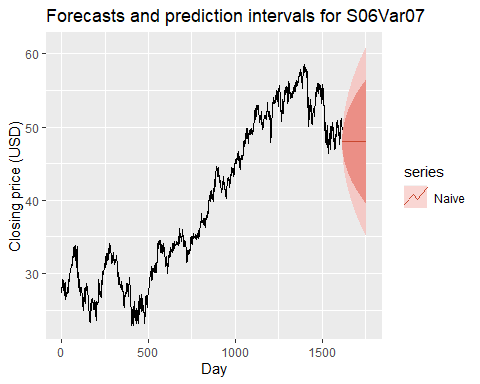 Forecasts and prediction intervals for S06Var07
Closing price (USD)
60
50
40
30
0
500
1000
1500
Day
series
Naive